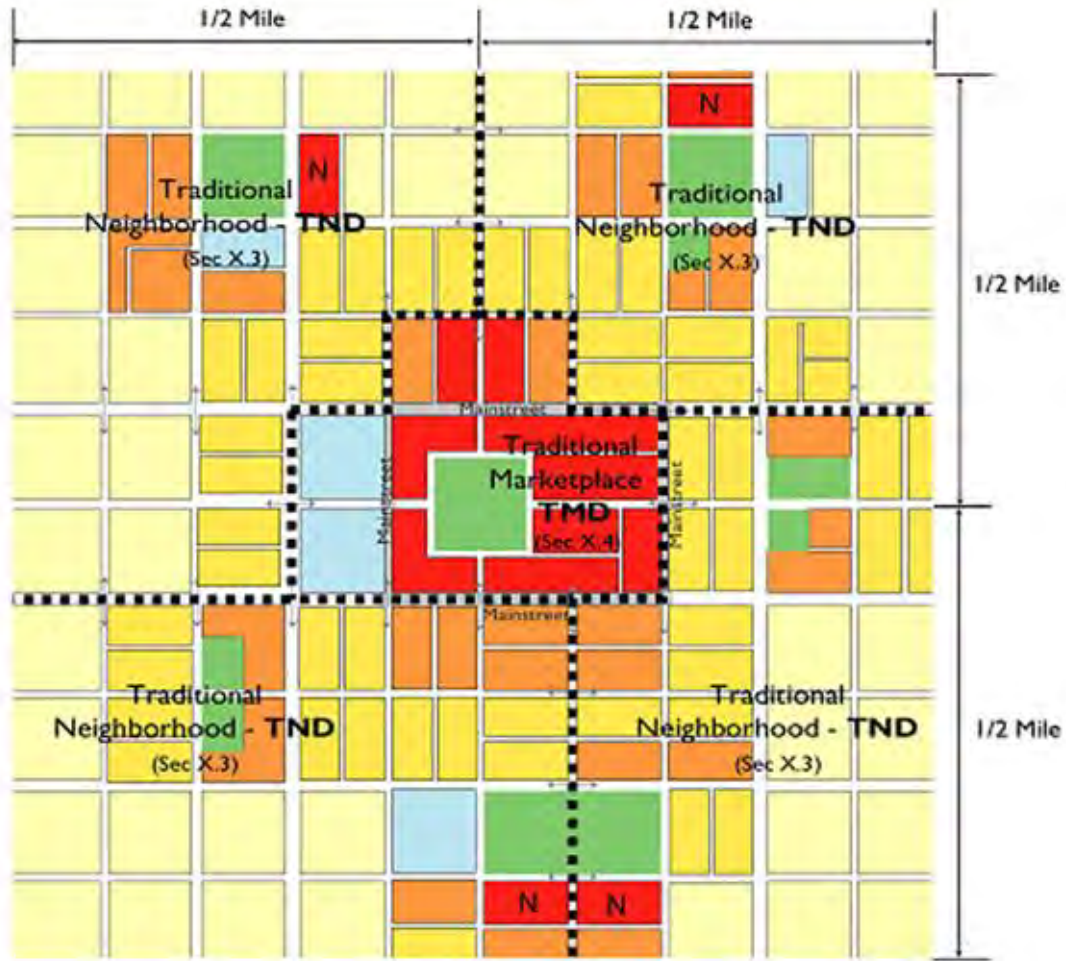 1/2 Mile
1/2 Mile
N
N
Traditional
Neighborhood - TND
(Sec X.3)
Traditional
Neighborhood - TND
(Sec X.3)
1/2 Mile
Mainstreet
Traditional
Marketplace
TMD
(Sec X.4)
Mainstreet
Mainstreet
Mainstreet
Traditional
Neighborhood - TND
(Sec X.3)
Traditional
Neighborhood - TND
(Sec X.3)
1/2 Mile
N
N